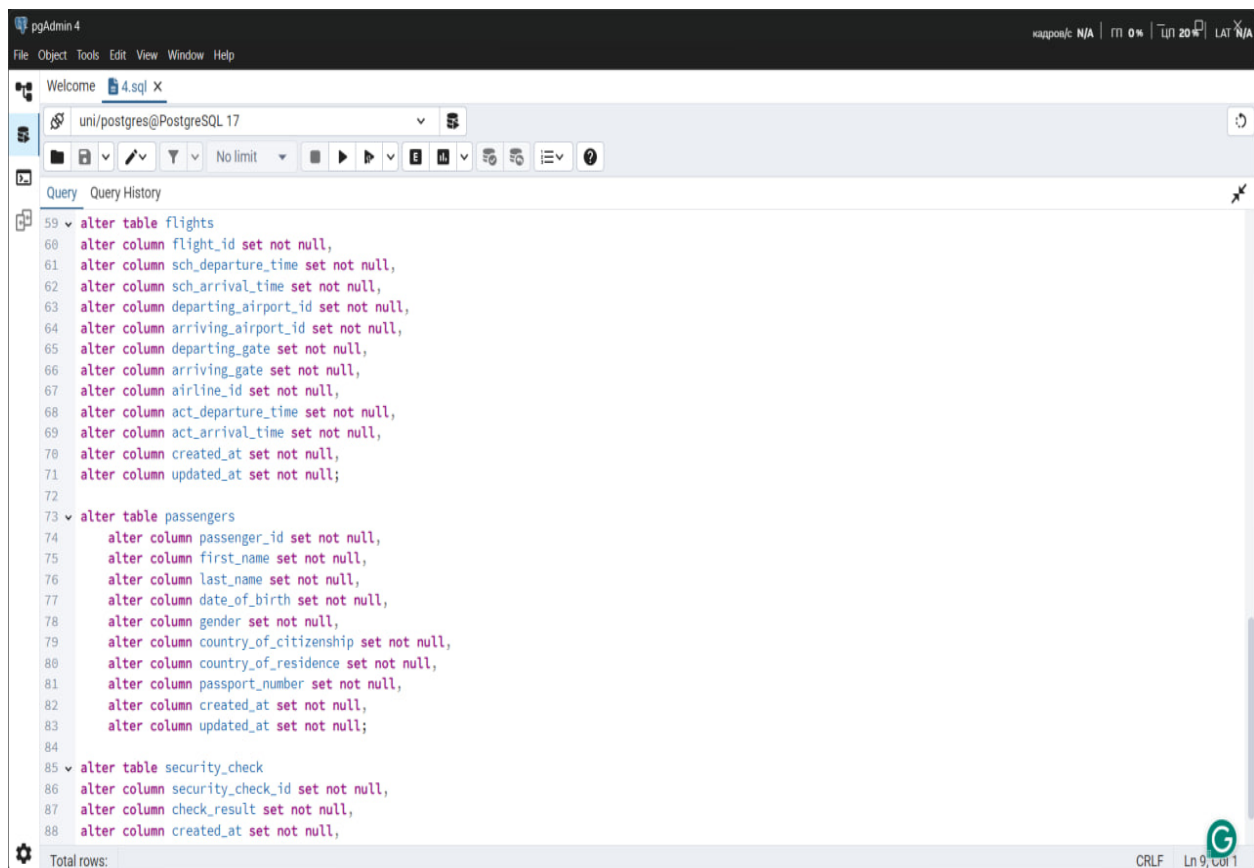 pgAdmin 4
кадров/с N/A | ГП 0% | ЦП 20% | LAT N/A
File Object Tools Edit View Window Help
Welcome 4.sql
uni/postgres@PostgreSQL 17
No limit
E
Query Query History
59 alter table flights
60 alter column flight_id set not null,
61 alter column sch_departure_time set not null,
62 alter column sch_arrival_time set not null,
63 alter column departing_airport_id set not null,
64 alter column arriving_airport_id set not null,
65 alter column departing_gate set not null,
66 alter column arriving_gate set not null,
67 alter column airline_id set not null,
68 alter column act_departure_time set not null,
69 alter column act_arrival_time set not null,
70 alter column created_at set not null,
71 alter column updated_at set not null;
72
73 alter table passengers
74 alter column passenger_id set not null,
75 alter column first_name set not null,
76 alter column last_name set not null,
77 alter column date_of_birth set not null,
78 alter column gender set not null,
79 alter column country_of_citizenship set not null,
80 alter column country_of_residence set not null,
81 alter column passport_number set not null,
82 alter column created_at set not null,
83 alter column updated_at set not null;
84
85 alter table security_check
86 alter column security_check_id set not null,
87 alter column check_result set not null,
88 alter column created_at set not null,
Total rows: CRLF Ln 9, Col 1